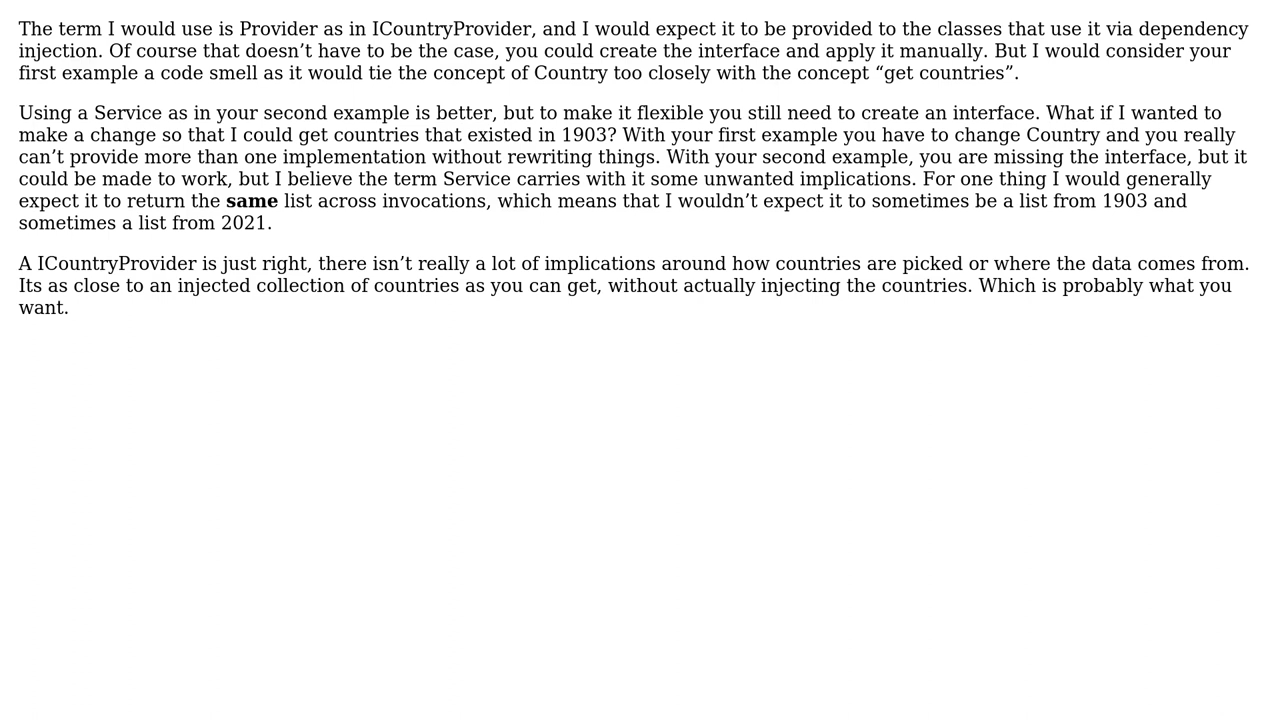 The term I would use is Provider as in ICountryProvider, and I would expect it to be provided to the classes that use it via dependency
injection. Of course that doesn’t have to be the case, you could create the interface and apply it manually. But I would consider your
first example a code smell as it would tie the concept of Country too closely with the concept “get countries”.
Using a Service as in your second example is better, but to make it flexible you still need to create an interface. What if I wanted to
make a change so that I could get countries that existed in 1903? With your first example you have to change Country and you really
can’t provide more than one implementation without rewriting things. With your second example, you are missing the interface, but it
could be made to work, but I believe the term Service carries with it some unwanted implications. For one thing I would generally
expect it to return the same list across invocations, which means that I wouldn’t expect it to sometimes be a list from 1903 and
sometimes a list from 2021.
A ICountryProvider is just right, there isn’t really a lot of implications around how countries are picked or where the data comes from.
Its as close to an injected collection of countries as you can get, without actually injecting the countries. Which is probably what you
want.